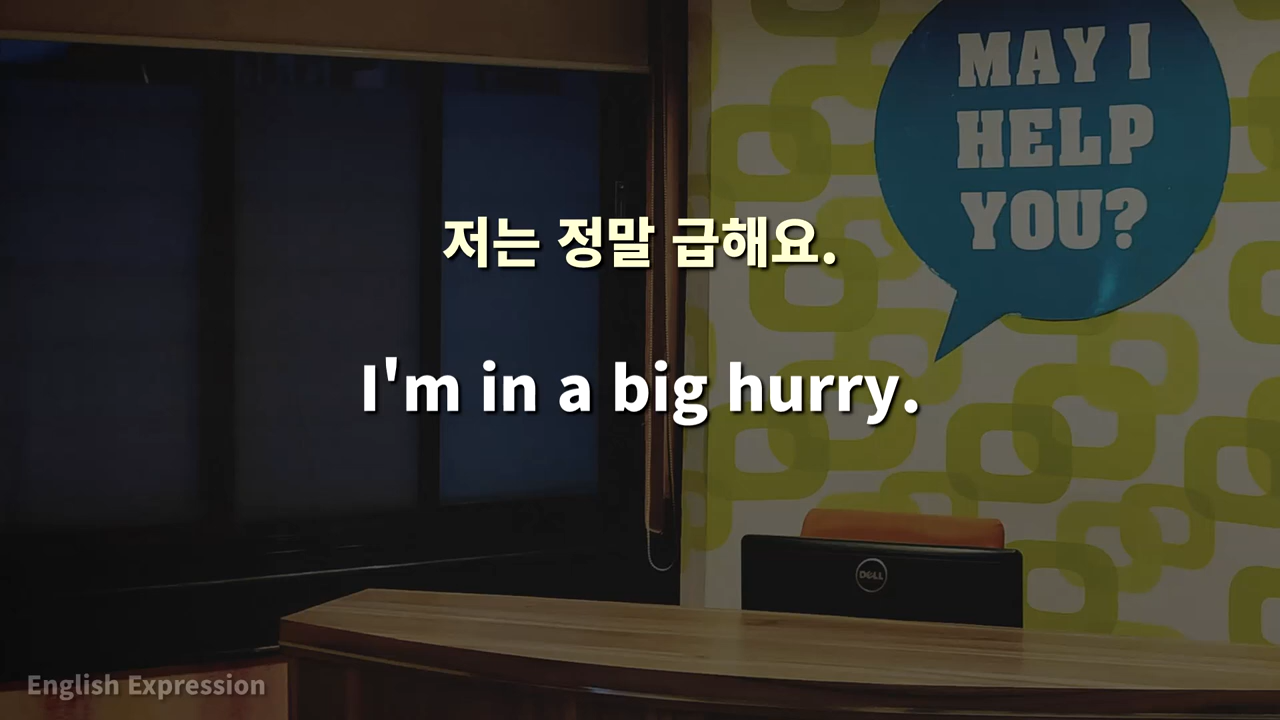 MAY I
HELP
YOU?
저는 정말 급해요.
I'm in a big hurry.
DELL
English Expression